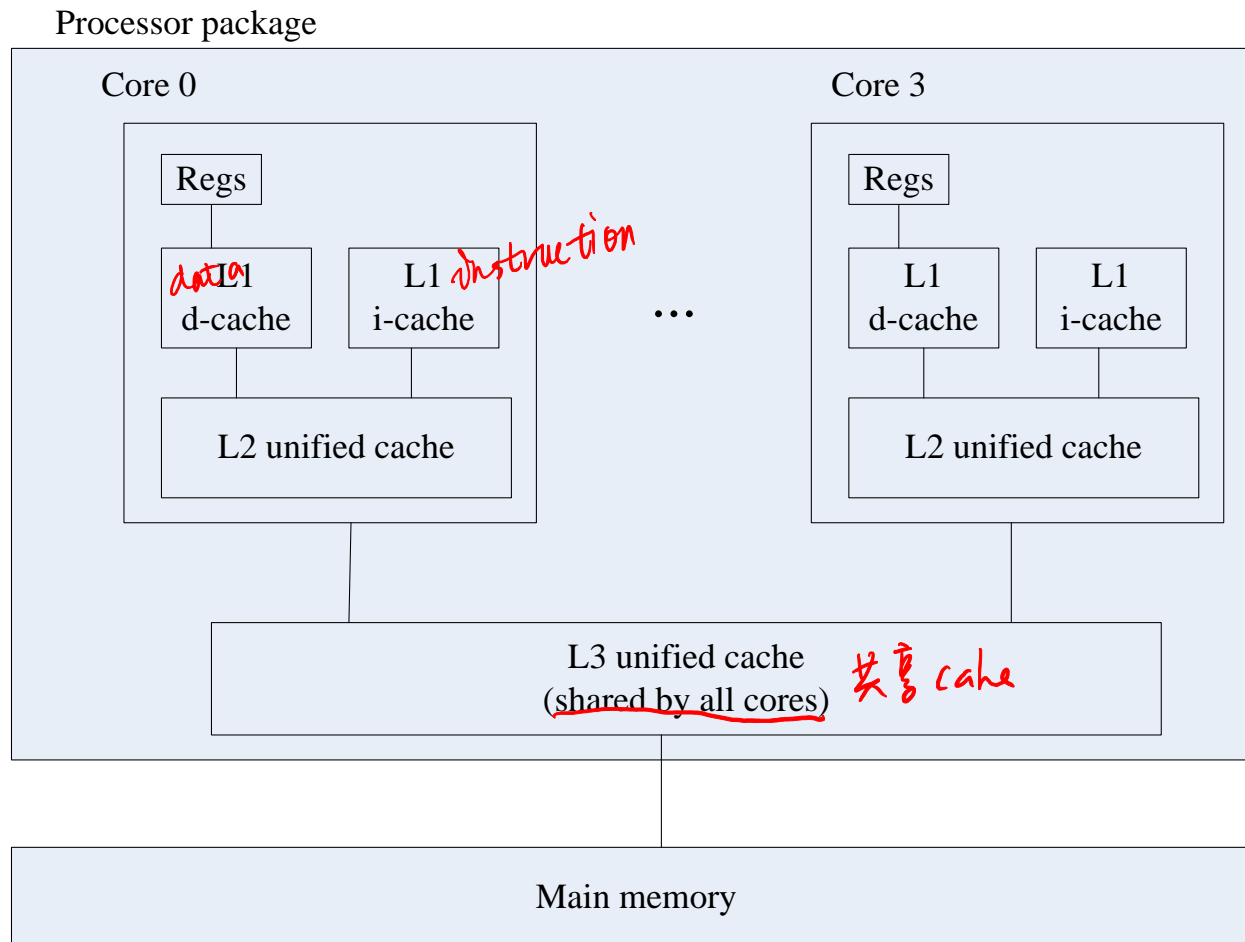 Processor package
Core 0
Core 3
Regs
Regs
data
L1
d-cache
L1
i-cache
instruction
...
L1
d-cache
L1
i-cache
L2 unified cache
L2 unified cache
L3 unified cache
(shared by all cores)
共享 cahe
Main memory